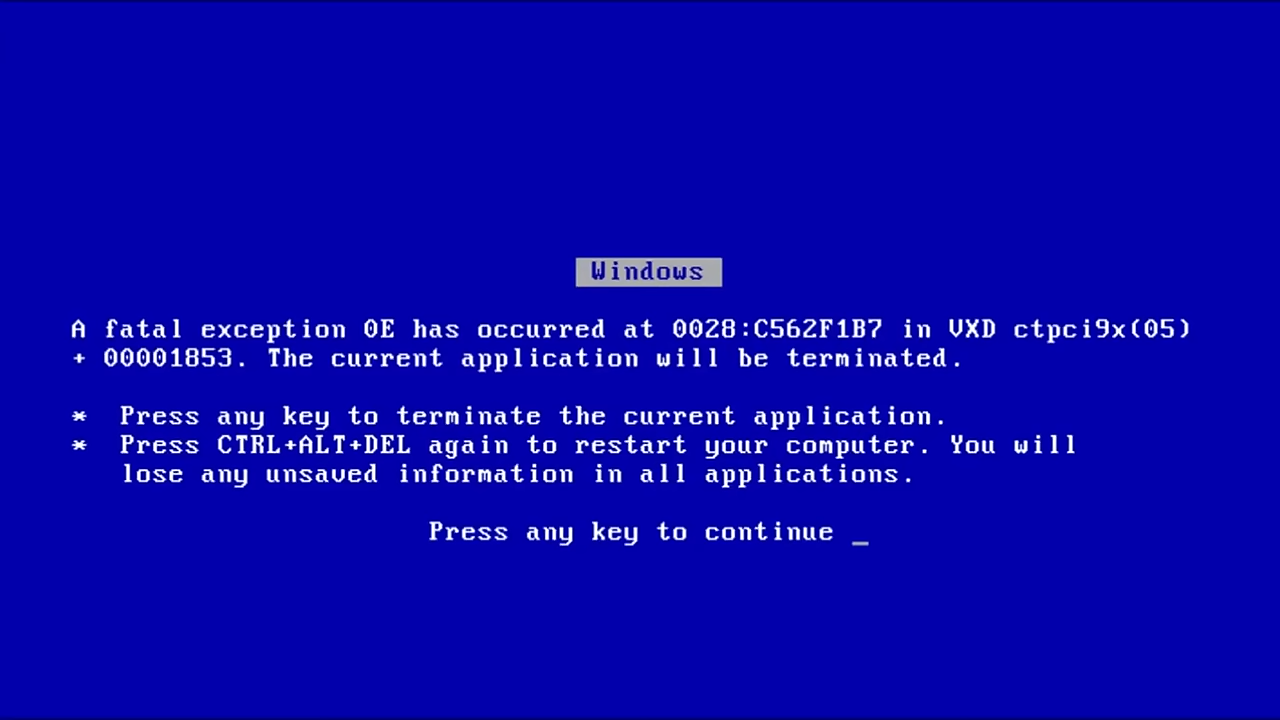 Windows
A fatal exception 0E has occurred at 0028:C562F1B7 in VXD ctpci9x(05)
+ 00001853. The current application will be terminated.
* Press any key to terminate the current application.
* Press CTRL+ALT+DEL again to restart your computer. You will
lose any unsaved information in all applications.
Press any key to continue _